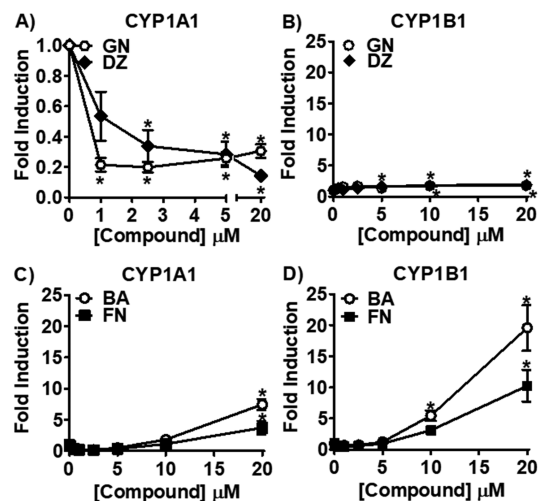 A) CYP1A1
GN
DZ
Fold Induction
1.0
0.8
0.6
0.4
0.2
0.0
* * * *
* * * *
0 1 2 3 4 5 20
[Compound] µM
B) CYP1B1
GN
DZ
Fold Induction
25
20
15
10
5
0
* * *
* *
0 5 10 15 20
[Compound] µM
C) CYP1A1
BA
FN
Fold Induction
25
20
15
10
5
0
*
*
0 5 10 15 20
[Compound] µM
D) CYP1B1
BA
FN
Fold Induction
25
20
15
10
5
0
*
*
*
0 5 10 15 20
[Compound] µM